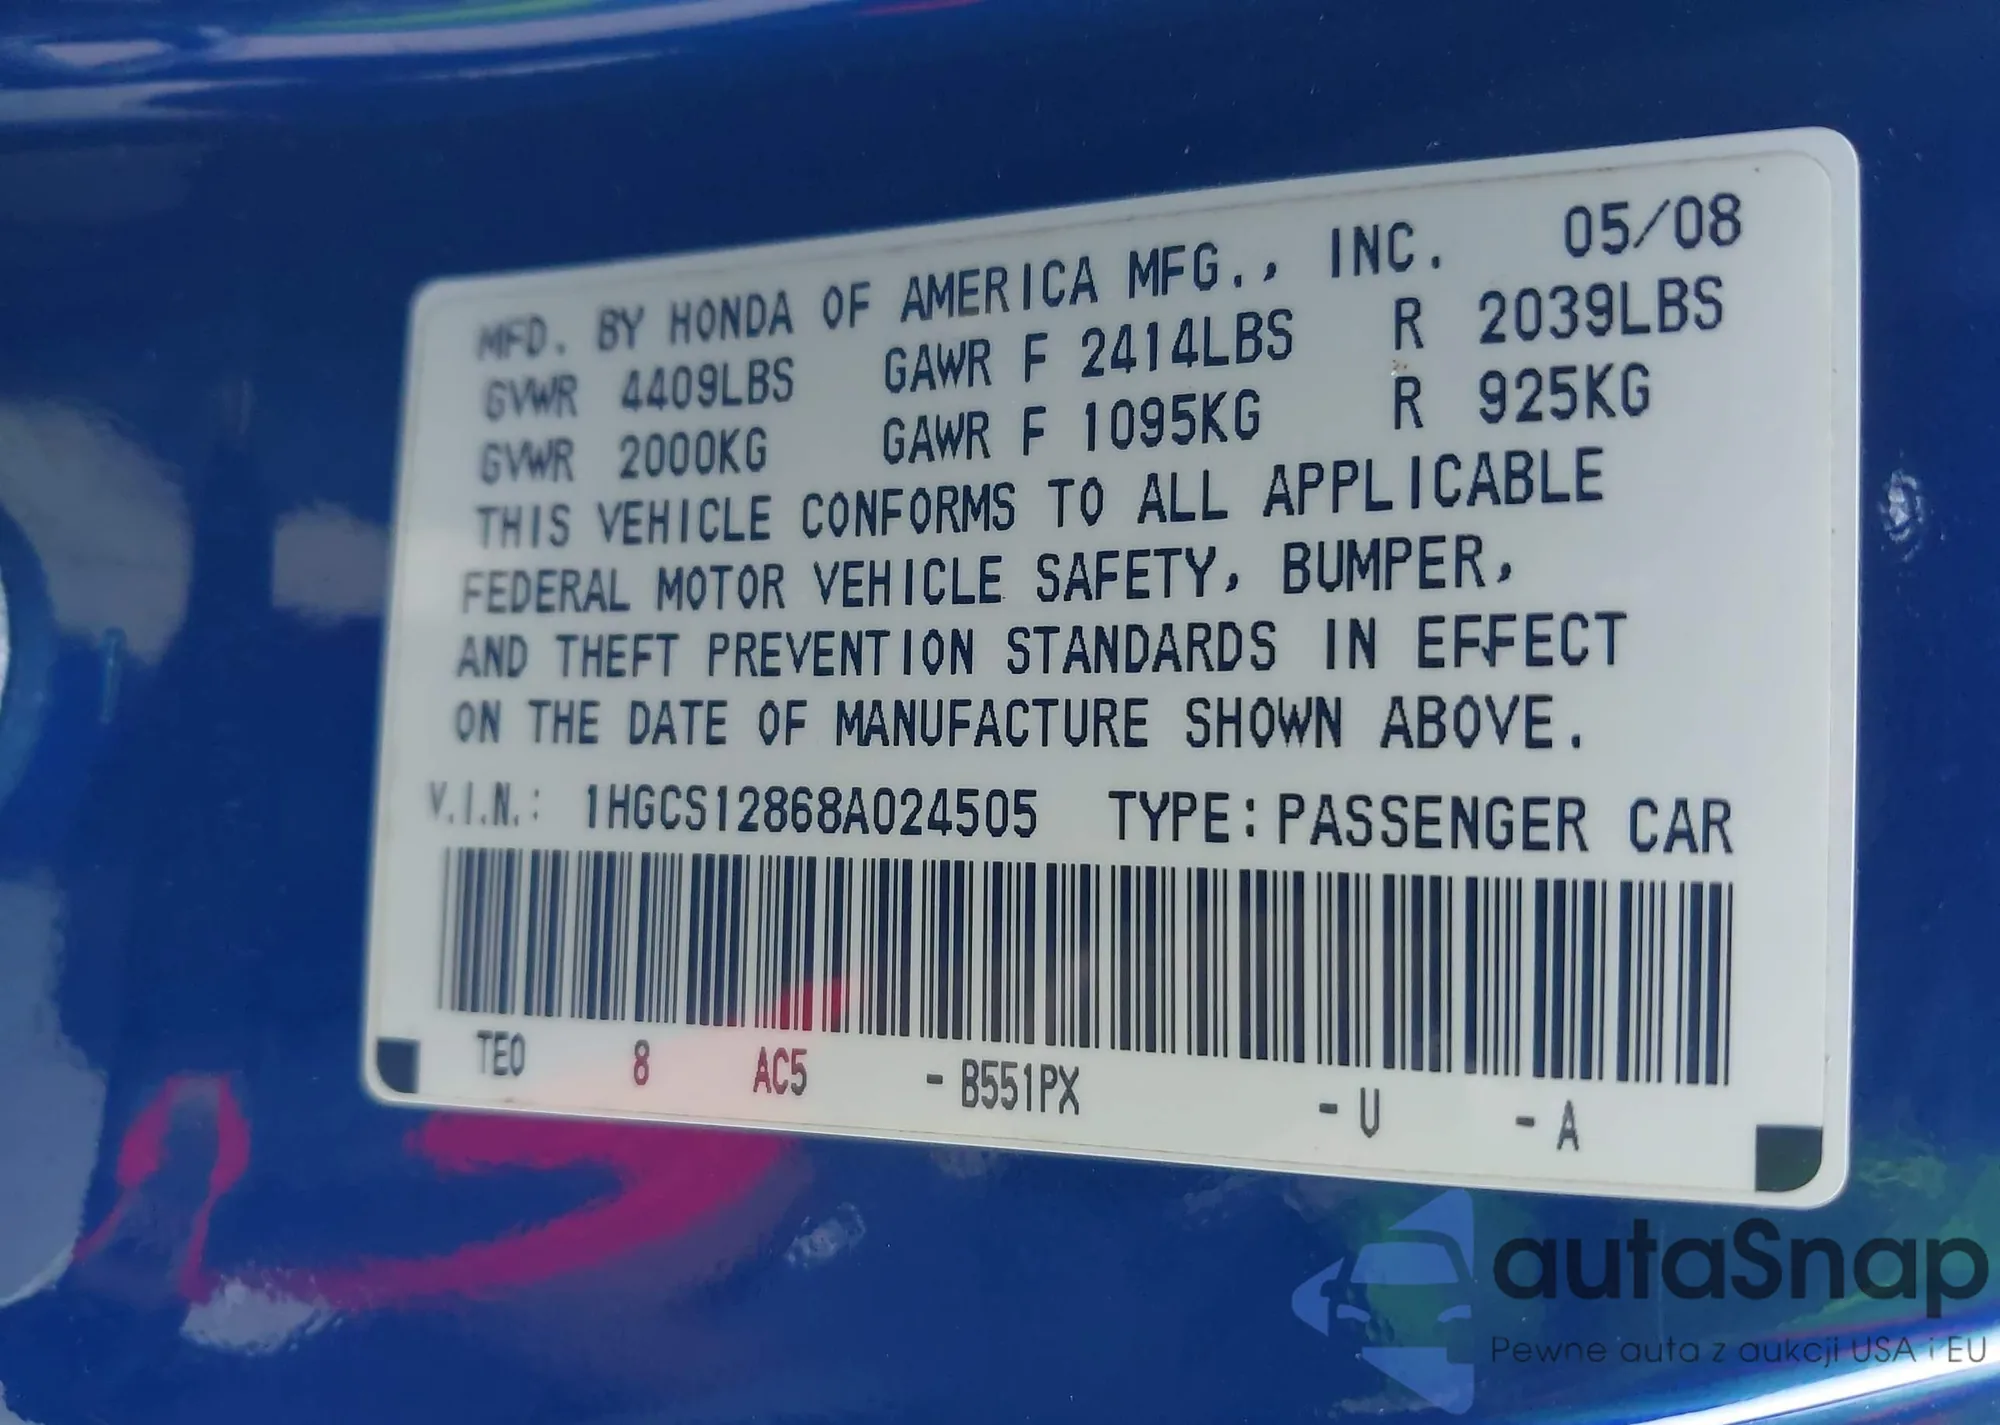 MFD. BY HONDA OF AMERICA MFG., INC. 05/08
GVWR 4409LBS GAWR F 2414LBS R 2039LBS
GVWR 2000KG GAWR F 1095KG R 925KG
THIS VEHICLE CONFORMS TO ALL APPLICABLE
FEDERAL MOTOR VEHICLE SAFETY, BUMPER,
AND THEFT PREVENTION STANDARDS IN EFFECT
ON THE DATE OF MANUFACTURE SHOWN ABOVE.
V.I.N.: 1HGCS12868A024505 TYPE: PASSENGER CAR
TE0 8 AC5 - B551PX - U - A
autaSnap
Pewne auta z aukcji USA i EU